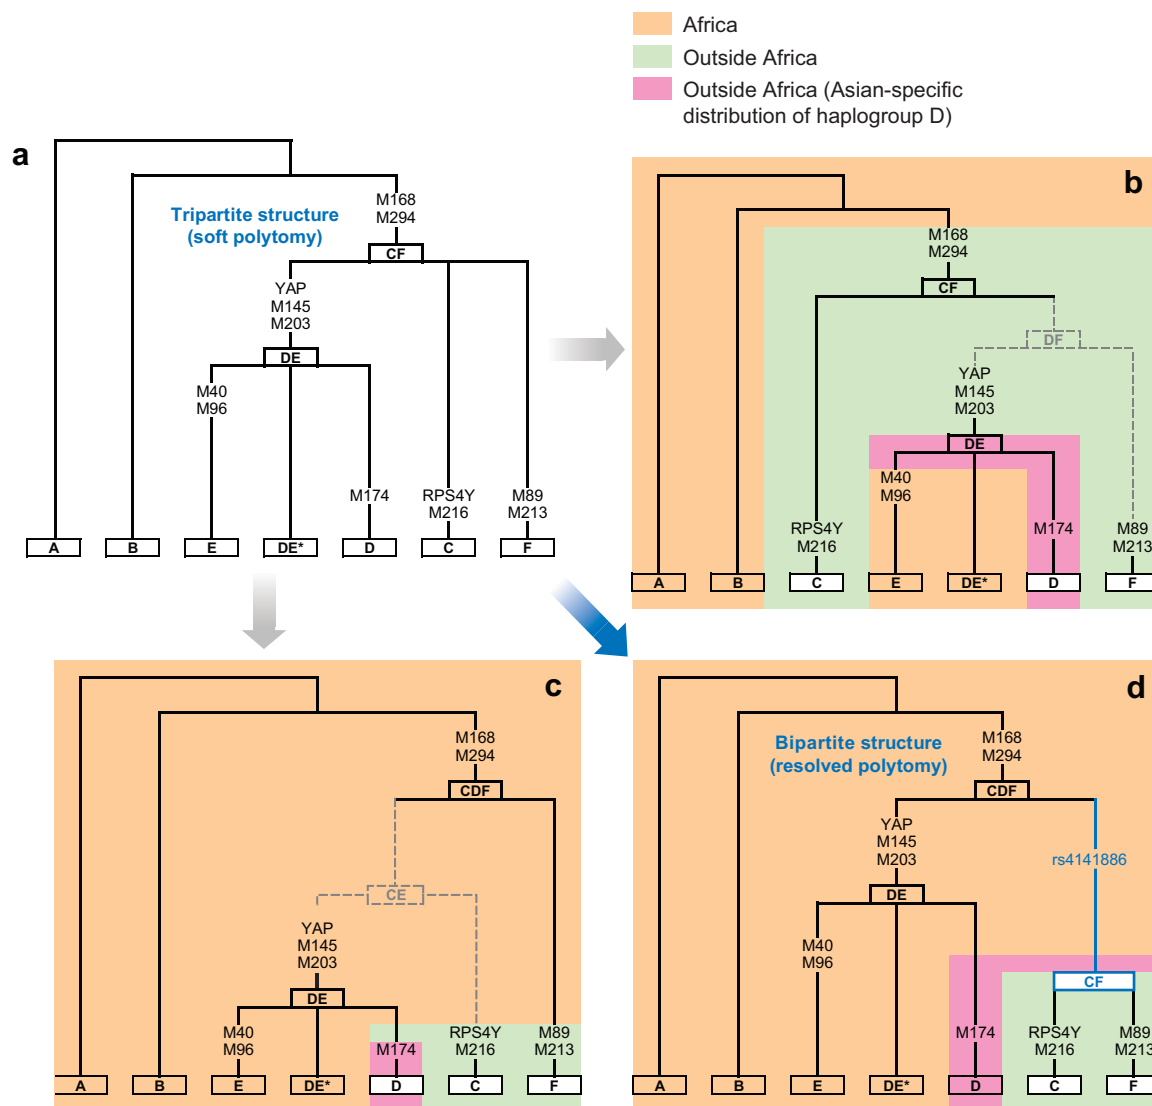 Africa
Outside Africa
Outside Africa (Asian-specific
distribution of haplogroup D)
a
M168
M294
Tripartite structure
(soft polytomy)
CF
YAP
M145
M203
DE
M40
M96
M174
RPS4Y
M216
M89
M213
A
B
E
DE*
D
C
F
b
M168
M294
CF
DF
YAP
M145
M203
DE
M40
M96
RPS4Y
M216
M174
M89
M213
A
B
C
E
DE*
D
F
c
M168
M294
CDF
CE
YAP
M145
M203
DE
M40
M96
M174
RPS4Y
M216
M89
M213
A
B
E
DE*
D
C
F
d
M168
M294
Bipartite structure
(resolved polytomy)
CDF
YAP
M145
M203
rs4141886
DE
M40
M96
CF
M174
RPS4Y
M216
M89
M213
A
B
E
DE*
D
C
F